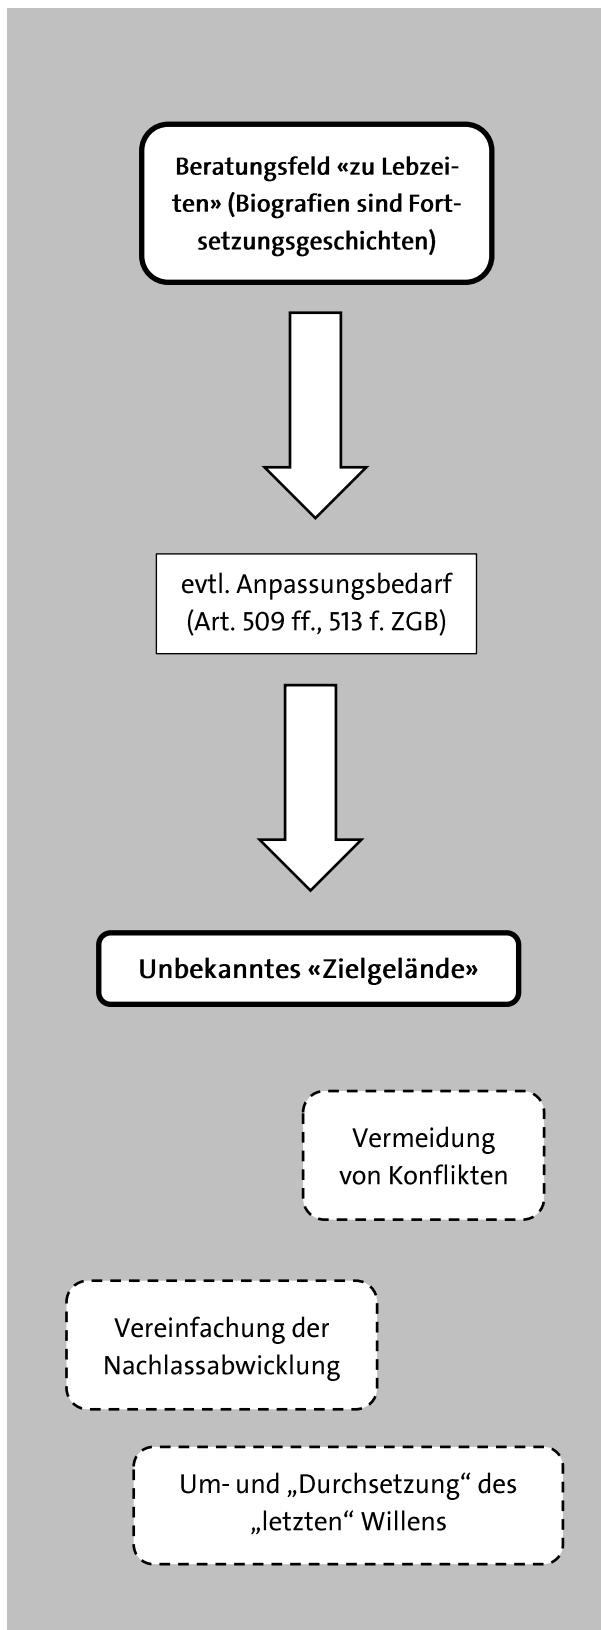 Beratungsfeld «zu Lebzei-
ten» (Biografien sind Fort-
setzungsgeschichten)
evtl. Anpassungsbedarf
(Art. 509 ff., 513 f. ZGB)
Unbekanntes «Zielgelände»
Vermeidung
von Konflikten
Vereinfachung der
Nachlassabwicklung
Um- und „Durchsetzung“ des
„letzten“ Willens